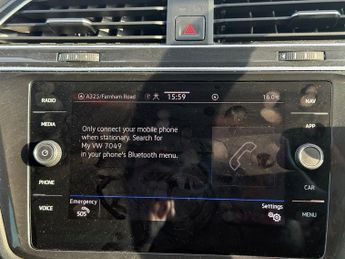 A325/Farnham Road
15:59
16.0°C
RADIO
MEDIA
PHONE
VOICE
Only connect your mobile phone
when stationary. Search for
My VW 7049
in your phone's Bluetooth menu.
NAV
APP
CAR
MENU
Emergency
SOS
Settings